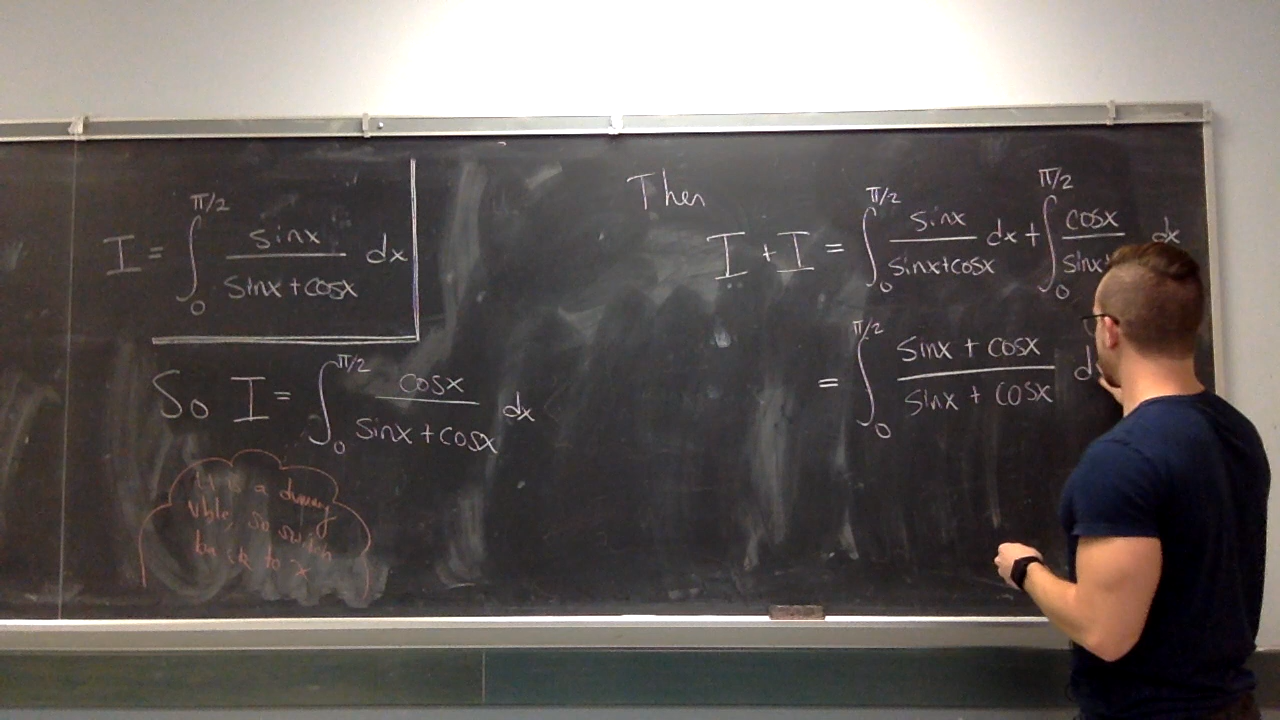 I = ∫₀^π/2 sinx / (sinx + cosx) dx
So I = ∫₀^π/2 cosx / (sinx + cosx) dx
u is a dummy
vble, so switch
back to x
Then
I + I = ∫₀^π/2 sinx / (sinx + cosx) dx + ∫₀^π/2 cosx / (sinx+ dx
= ∫₀^π/2 (sinx + cosx) / (sinx + cosx) d